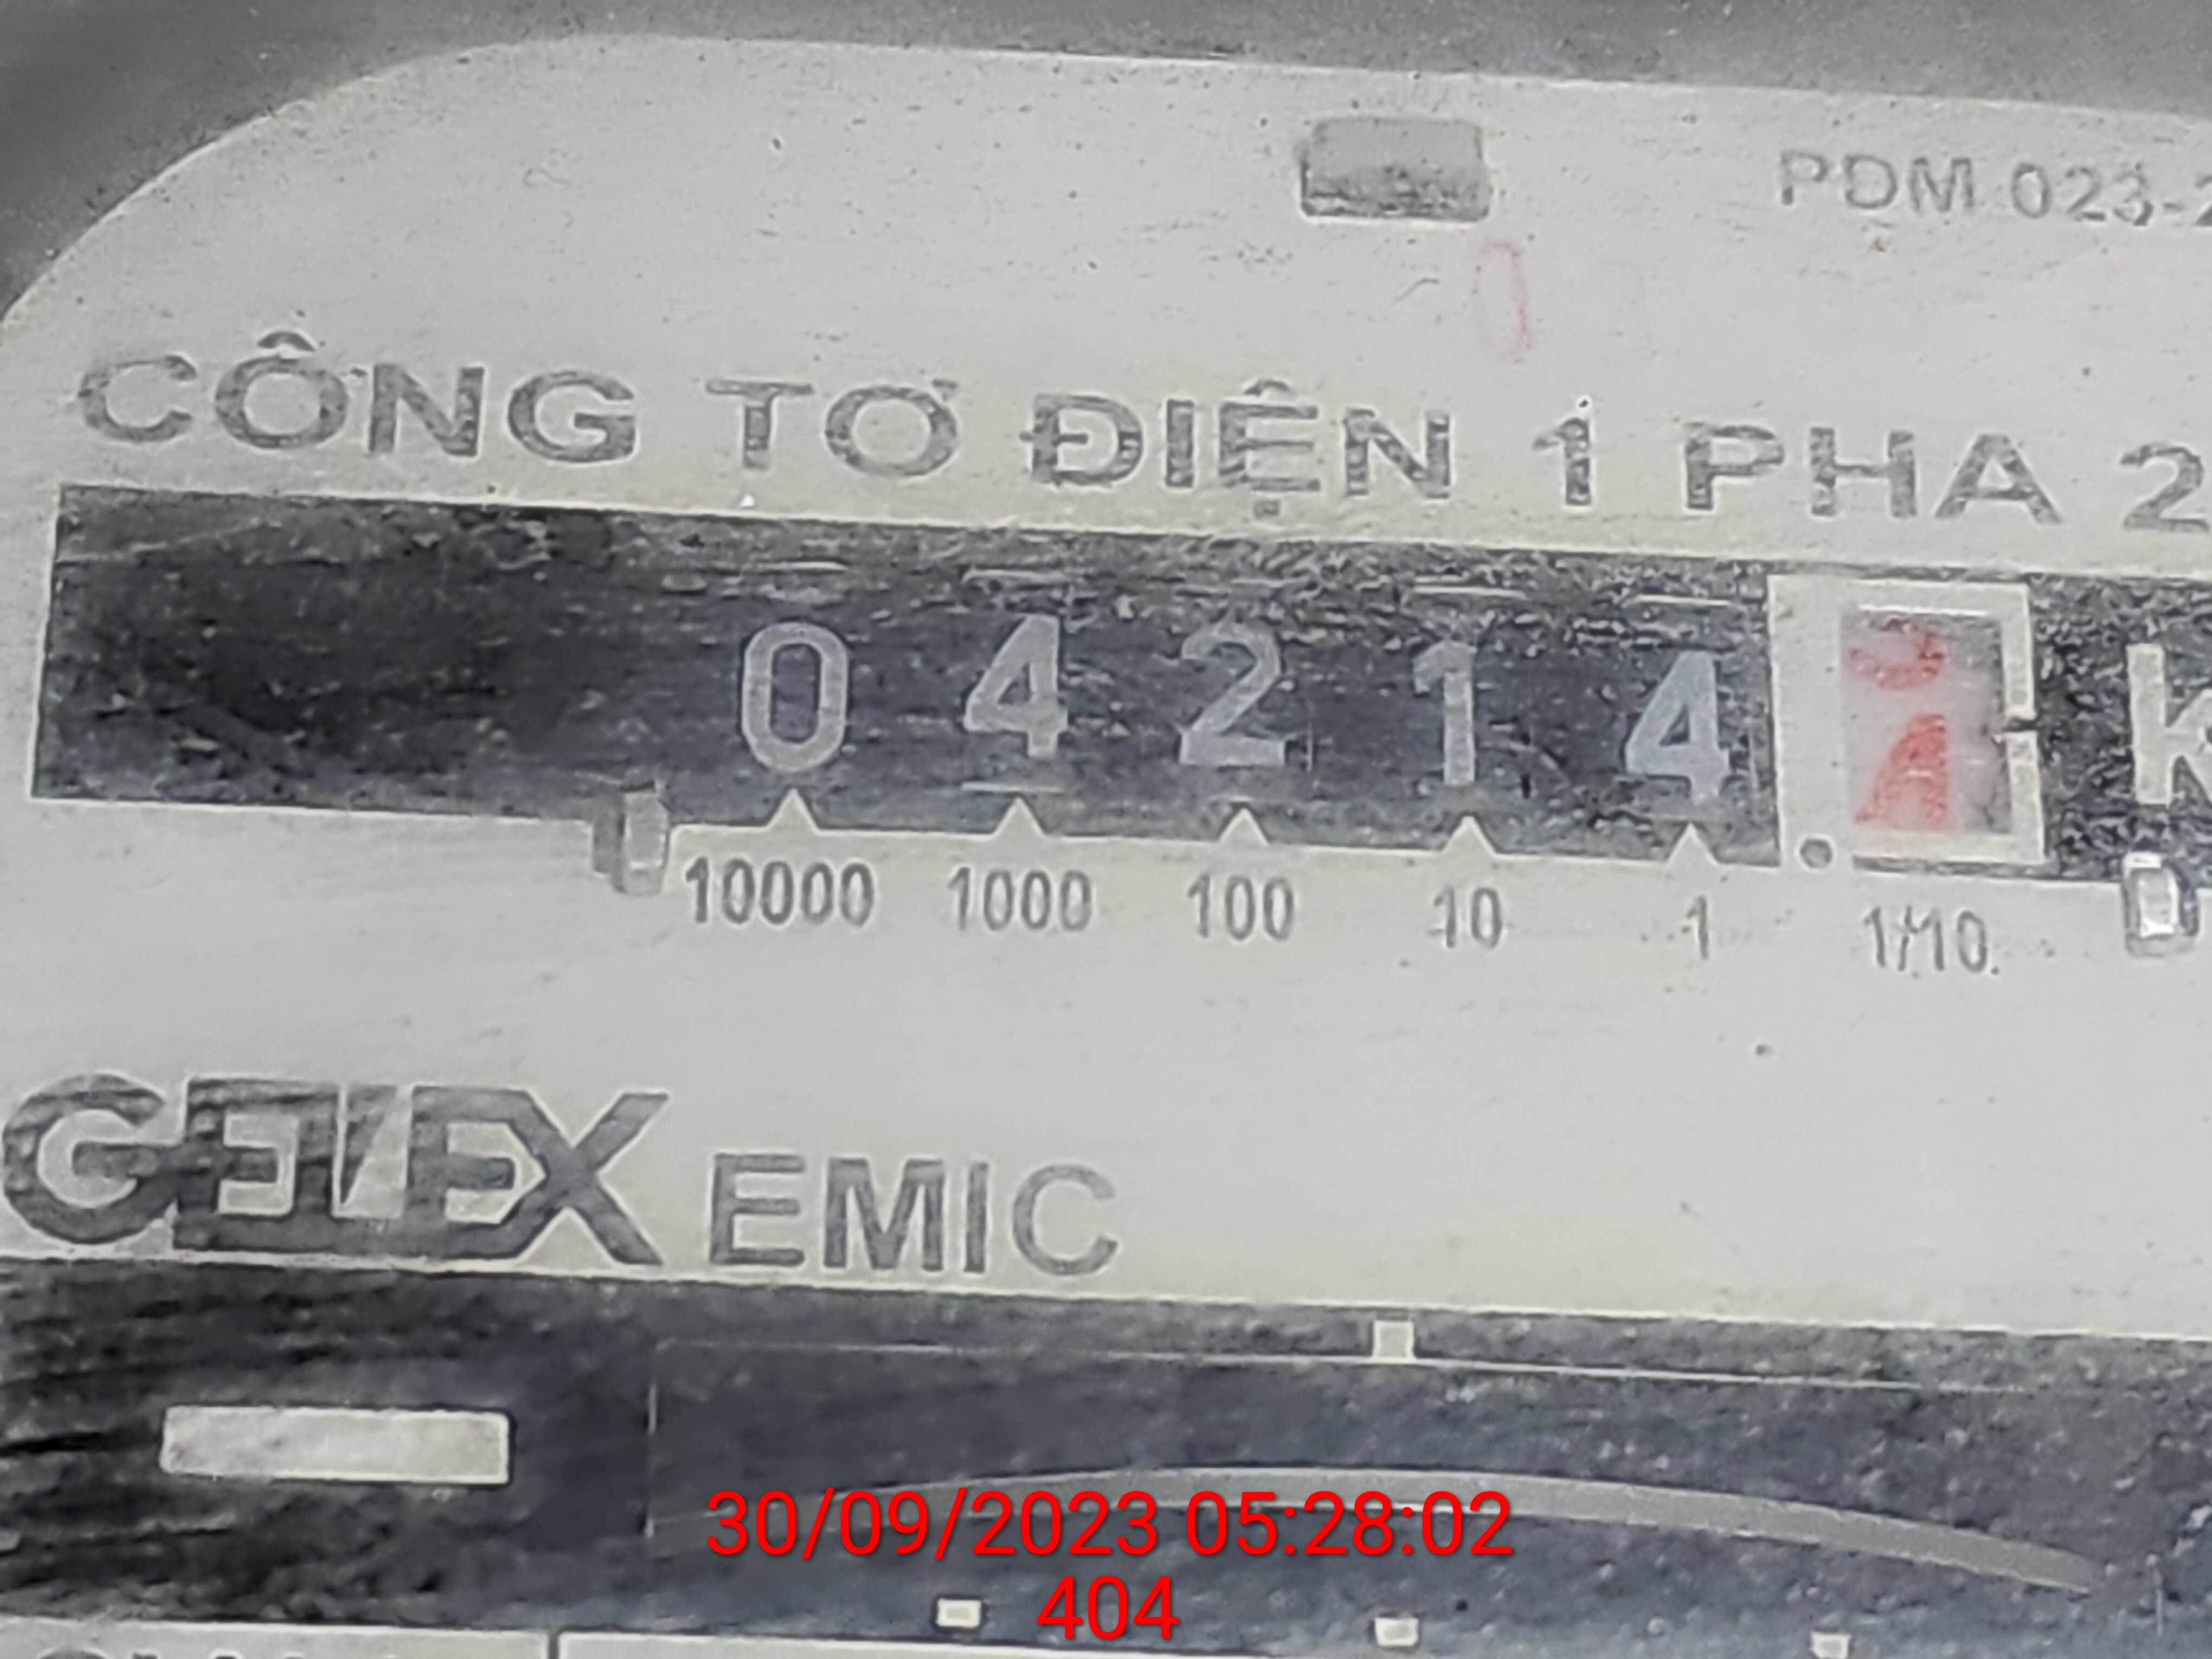 PDM 023-2
CÔNG TƠ ĐIỆN 1 PHA 2
0 4 2 1 4 K
10000 1000 100 10 1 1/10
GELEX EMIC
30/09/2023 05:28:02
404